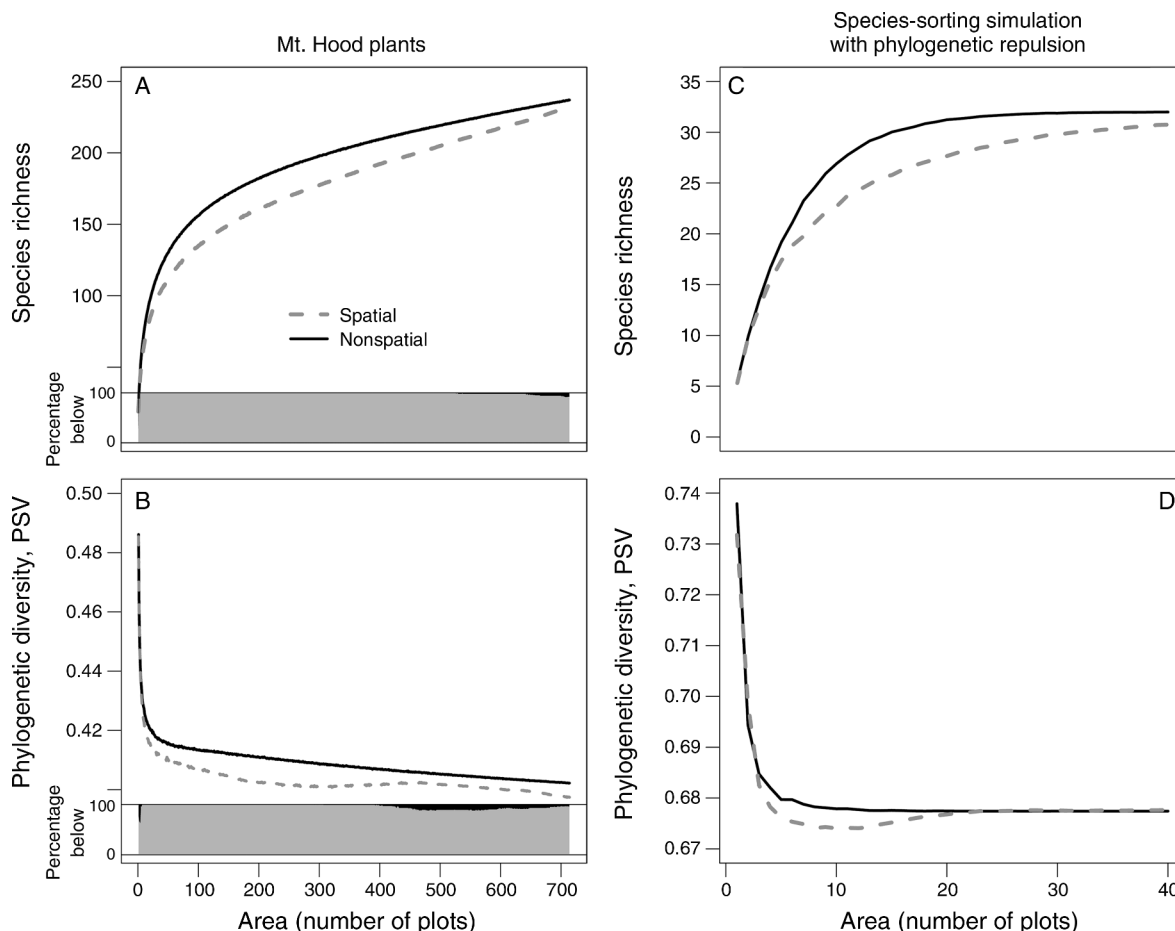 Mt. Hood plants
Species-sorting simulation
with phylogenetic repulsion
A
250
200
150
100
Species richness
Spatial
Nonspatial
100
0
Percentage
below
C
35
30
25
20
15
10
5
0
Species richness
B
0.50
0.48
0.46
0.44
0.42
Phylogenetic diversity, PSV
100
0
Percentage
below
0 100 200 300 400 500 600 700
Area (number of plots)
D
0.74
0.73
0.72
0.71
0.70
0.69
0.68
0.67
Phylogenetic diversity, PSV
0 10 20 30 40
Area (number of plots)